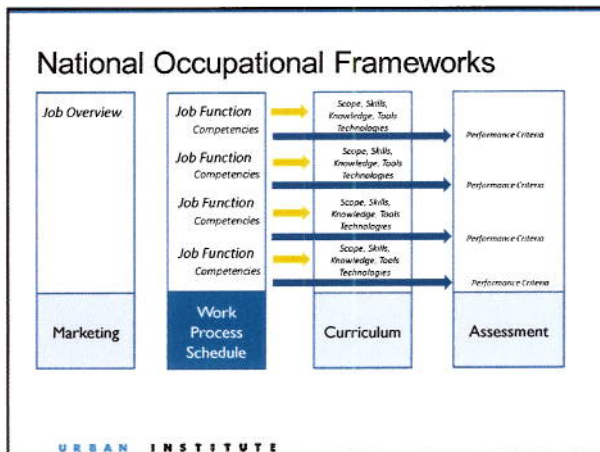 National Occupational Frameworks
Job Overview
Marketing
Job Function
Competencies
Job Function
Competencies
Job Function
Competencies
Job Function
Competencies
Work
Process
Schedule
Scope, Skills,
Knowledge, Tools
Technologies
Scope, Skills,
Knowledge, Tools
Technologies
Scope, Skills,
Knowledge, Tools
Technologies
Scope, Skills,
Knowledge, Tools
Technologies
Curriculum
Performance Criteria
Performance Criteria
Performance Criteria
Performance Criteria
Assessment
URBAN INSTITUTE